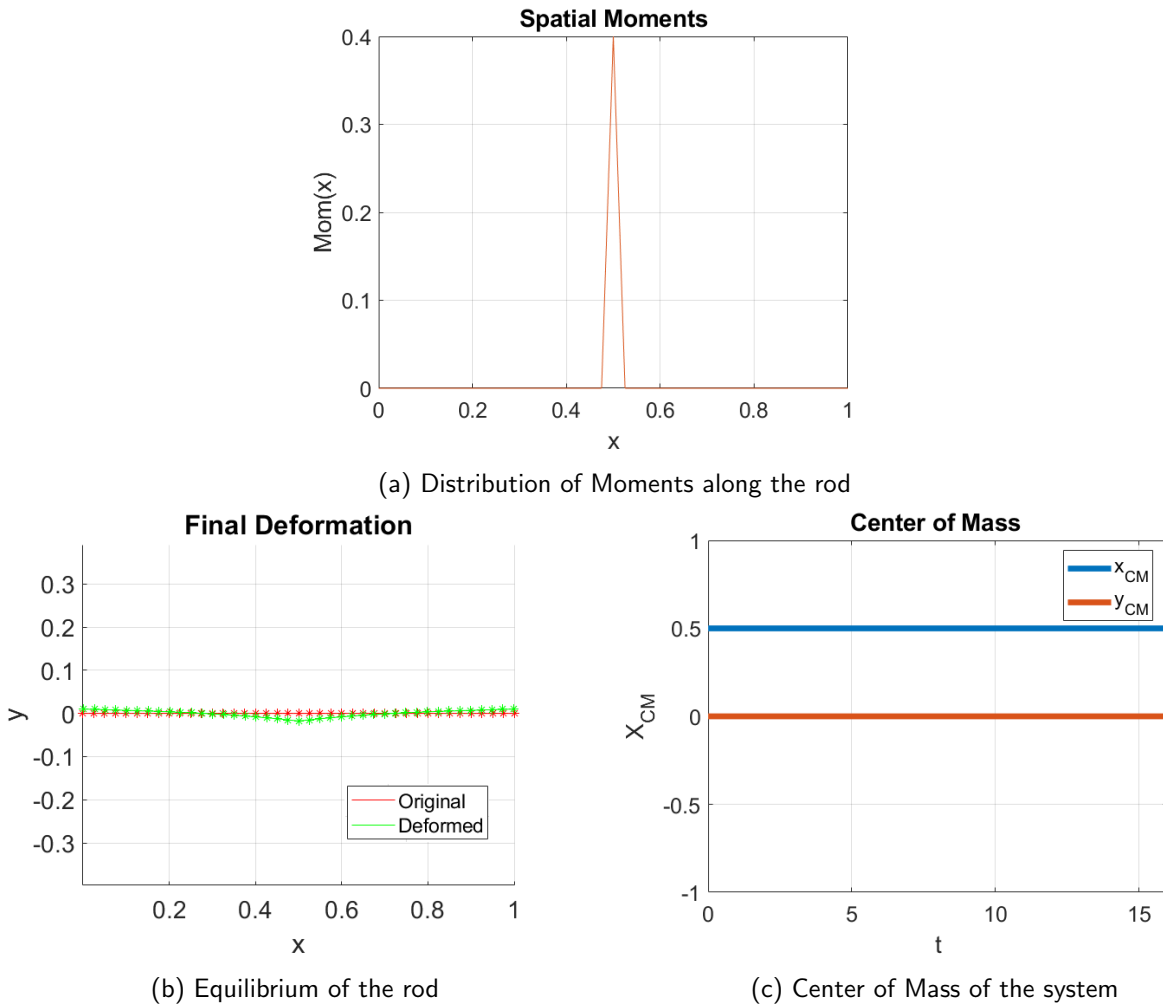 Spatial Moments
0.4
0.3
0.2
0.1
0
Mom(x)
0 0.2 0.4 0.6 0.8 1
x
(a) Distribution of Moments along the rod
Final Deformation
0.3
0.2
0.1
0
-0.1
-0.2
-0.3
y
Original
Deformed
0.2 0.4 0.6 0.8 1
x
(b) Equilibrium of the rod
Center of Mass
1
0.5
0
-0.5
-1
X_CM
x_CM
y_CM
0 5 10 15
t
(c) Center of Mass of the system